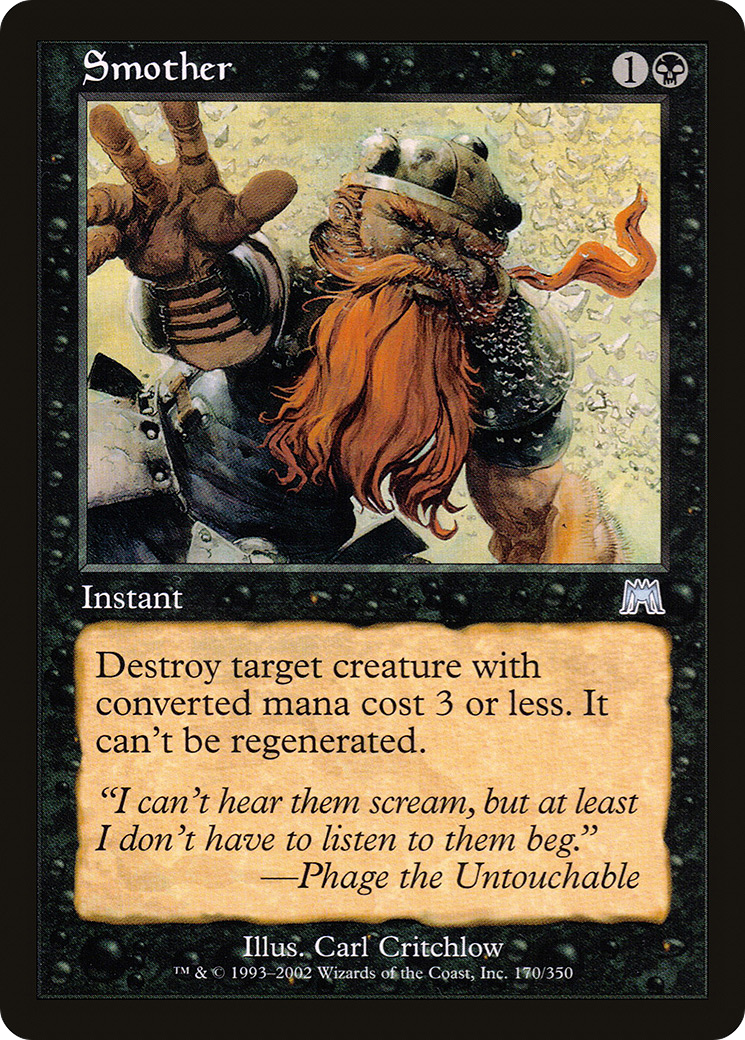 Smother 1
Instant
Destroy target creature with
converted mana cost 3 or less. It
can't be regenerated.
“I can't hear them scream, but at least
I don't have to listen to them beg.”
—Phage the Untouchable
Illus. Carl Critchlow
™ & © 1993–2002 Wizards of the Coast, Inc. 170/350